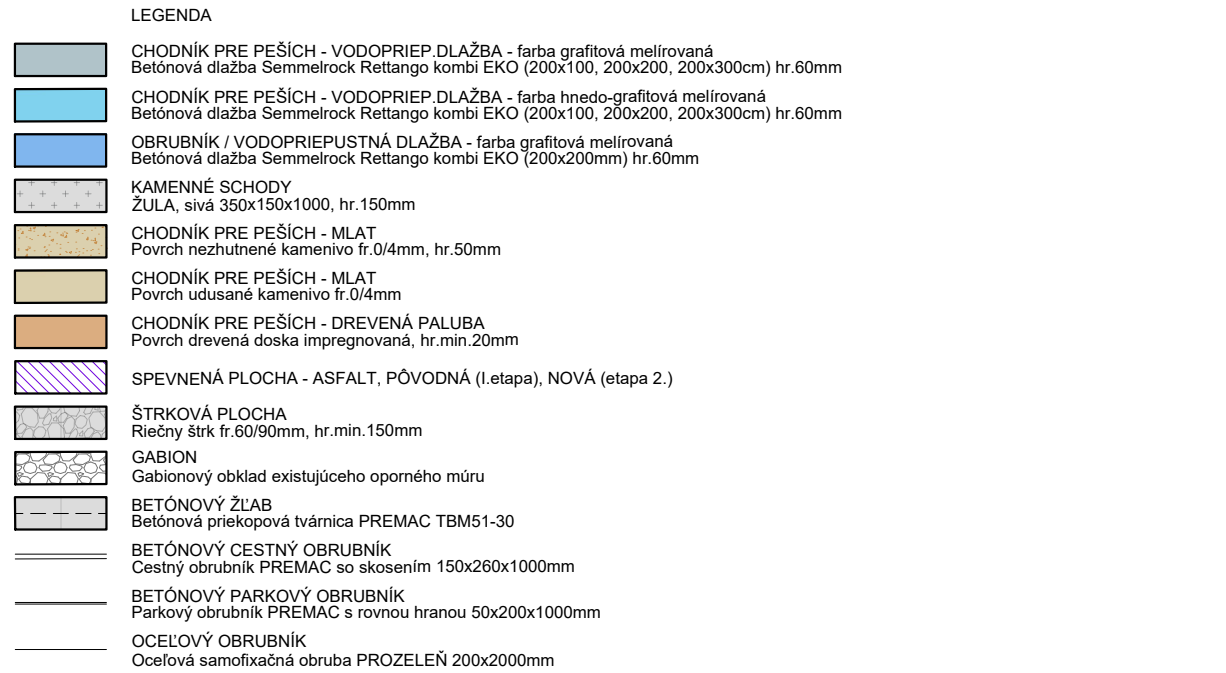 LEGENDA
CHODNÍK PRE PEŠÍCH - VODOPRIEP.DLAŽBA - farba grafitová melírovaná
Betónová dlažba Semmelrock Rettango kombi EKO (200x100, 200x200, 200x300cm) hr.60mm
CHODNÍK PRE PEŠÍCH - VODOPRIEP.DLAŽBA - farba hnedo-grafitová melírovaná
Betónová dlažba Semmelrock Rettango kombi EKO (200x100, 200x200, 200x300cm) hr.60mm
OBRUBNÍK / VODOPRIEPUSTNÁ DLAŽBA - farba grafitová melírovaná
Betónová dlažba Semmelrock Rettango kombi EKO (200x200mm) hr.60mm
KAMENNÉ SCHODY
ŽULA, sivá 350x150x1000, hr.150mm
CHODNÍK PRE PEŠÍCH - MLAT
Povrch nezhutnené kamenivo fr.0/4mm, hr.50mm
CHODNÍK PRE PEŠÍCH - MLAT
Povrch udusané kamenivo fr.0/4mm
CHODNÍK PRE PEŠÍCH - DREVENÁ PALUBA
Povrch drevená doska impregnovaná, hr.min.20mm
SPEVNENÁ PLOCHA - ASFALT, PÔVODNÁ (I.etapa), NOVÁ (etapa 2.)
ŠTRKOVÁ PLOCHA
Riečny štrk fr.60/90mm, hr.min.150mm
GABION
Gabionový obklad existujúceho oporného múru
BETÓNOVÝ ŽĽAB
Betónová priekopová tvárnica PREMAC TBM51-30
BETÓNOVÝ CESTNÝ OBRUBNÍK
Cestný obrubník PREMAC so skosením 150x260x1000mm
BETÓNOVÝ PARKOVÝ OBRUBNÍK
Parkový obrubník PREMAC s rovnou hranou 50x200x1000mm
OCEĽOVÝ OBRUBNÍK
Oceľová samofixačná obruba PROZELEŇ 200x2000mm